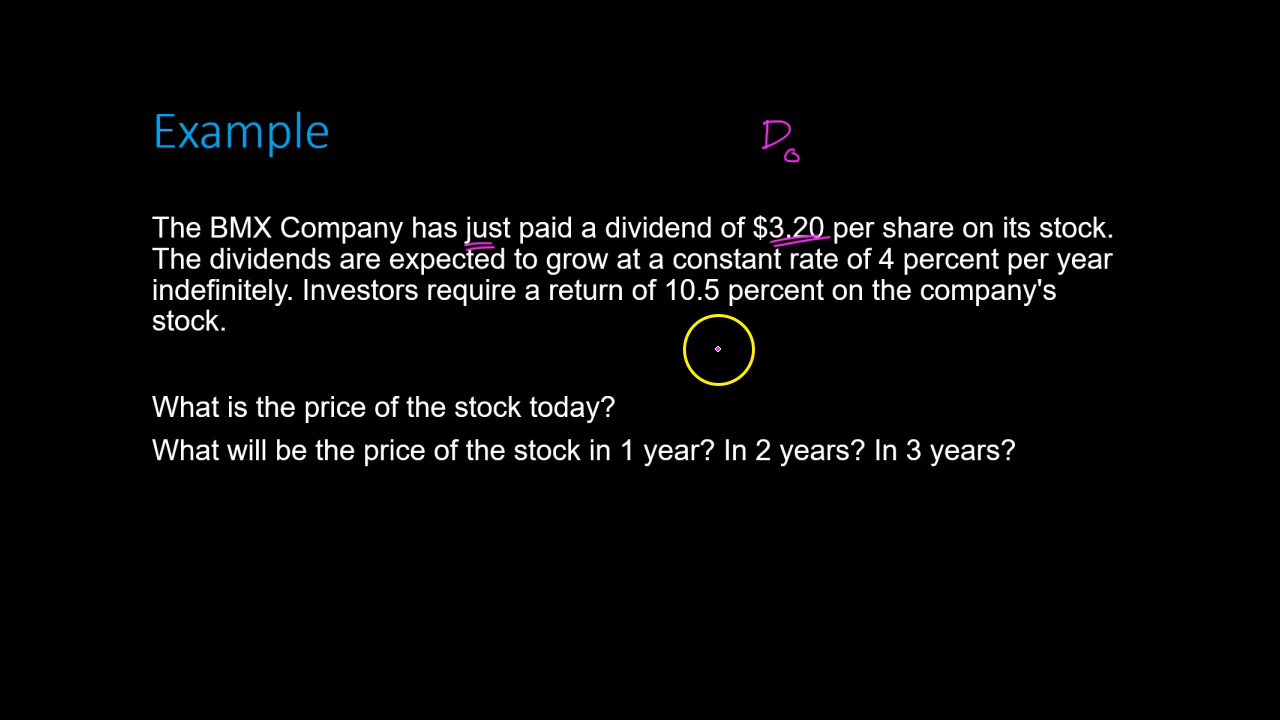 Example
D₀
The BMX Company has just paid a dividend of $3.20 per share on its stock.
The dividends are expected to grow at a constant rate of 4 percent per year
indefinitely. Investors require a return of 10.5 percent on the company's
stock.
What is the price of the stock today?
What will be the price of the stock in 1 year? In 2 years? In 3 years?